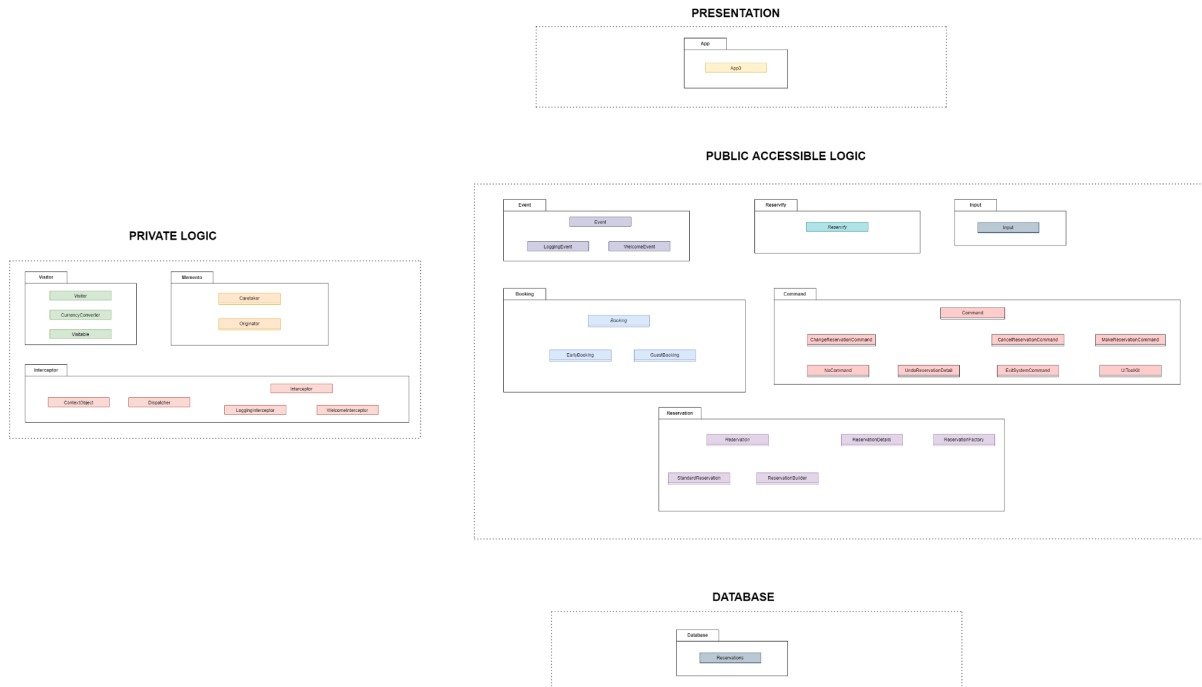 PRESENTATION
App
App3
PUBLIC ACCESSIBLE LOGIC
Event
Event
LoggingEvent
WelcomeEvent
Reservify
Reservify
Input
Input
Booking
Booking
EarlyBooking
GuestBooking
Command
Command
ChangeReservationCommand
CancelReservationCommand
MakeReservationCommand
NoCommand
UndoReservationDetail
ExitSystemCommand
UIToolKit
Reservation
Reservation
ReservationDetails
ReservationFactory
StandardReservation
ReservationBuilder
PRIVATE LOGIC
Visitor
Visitor
CurrencyConverter
Visitable
Memento
Caretaker
Originator
Interceptor
Interceptor
ContextObject
Dispatcher
LoggingInterceptor
WelcomeInterceptor
DATABASE
Database
Reservations